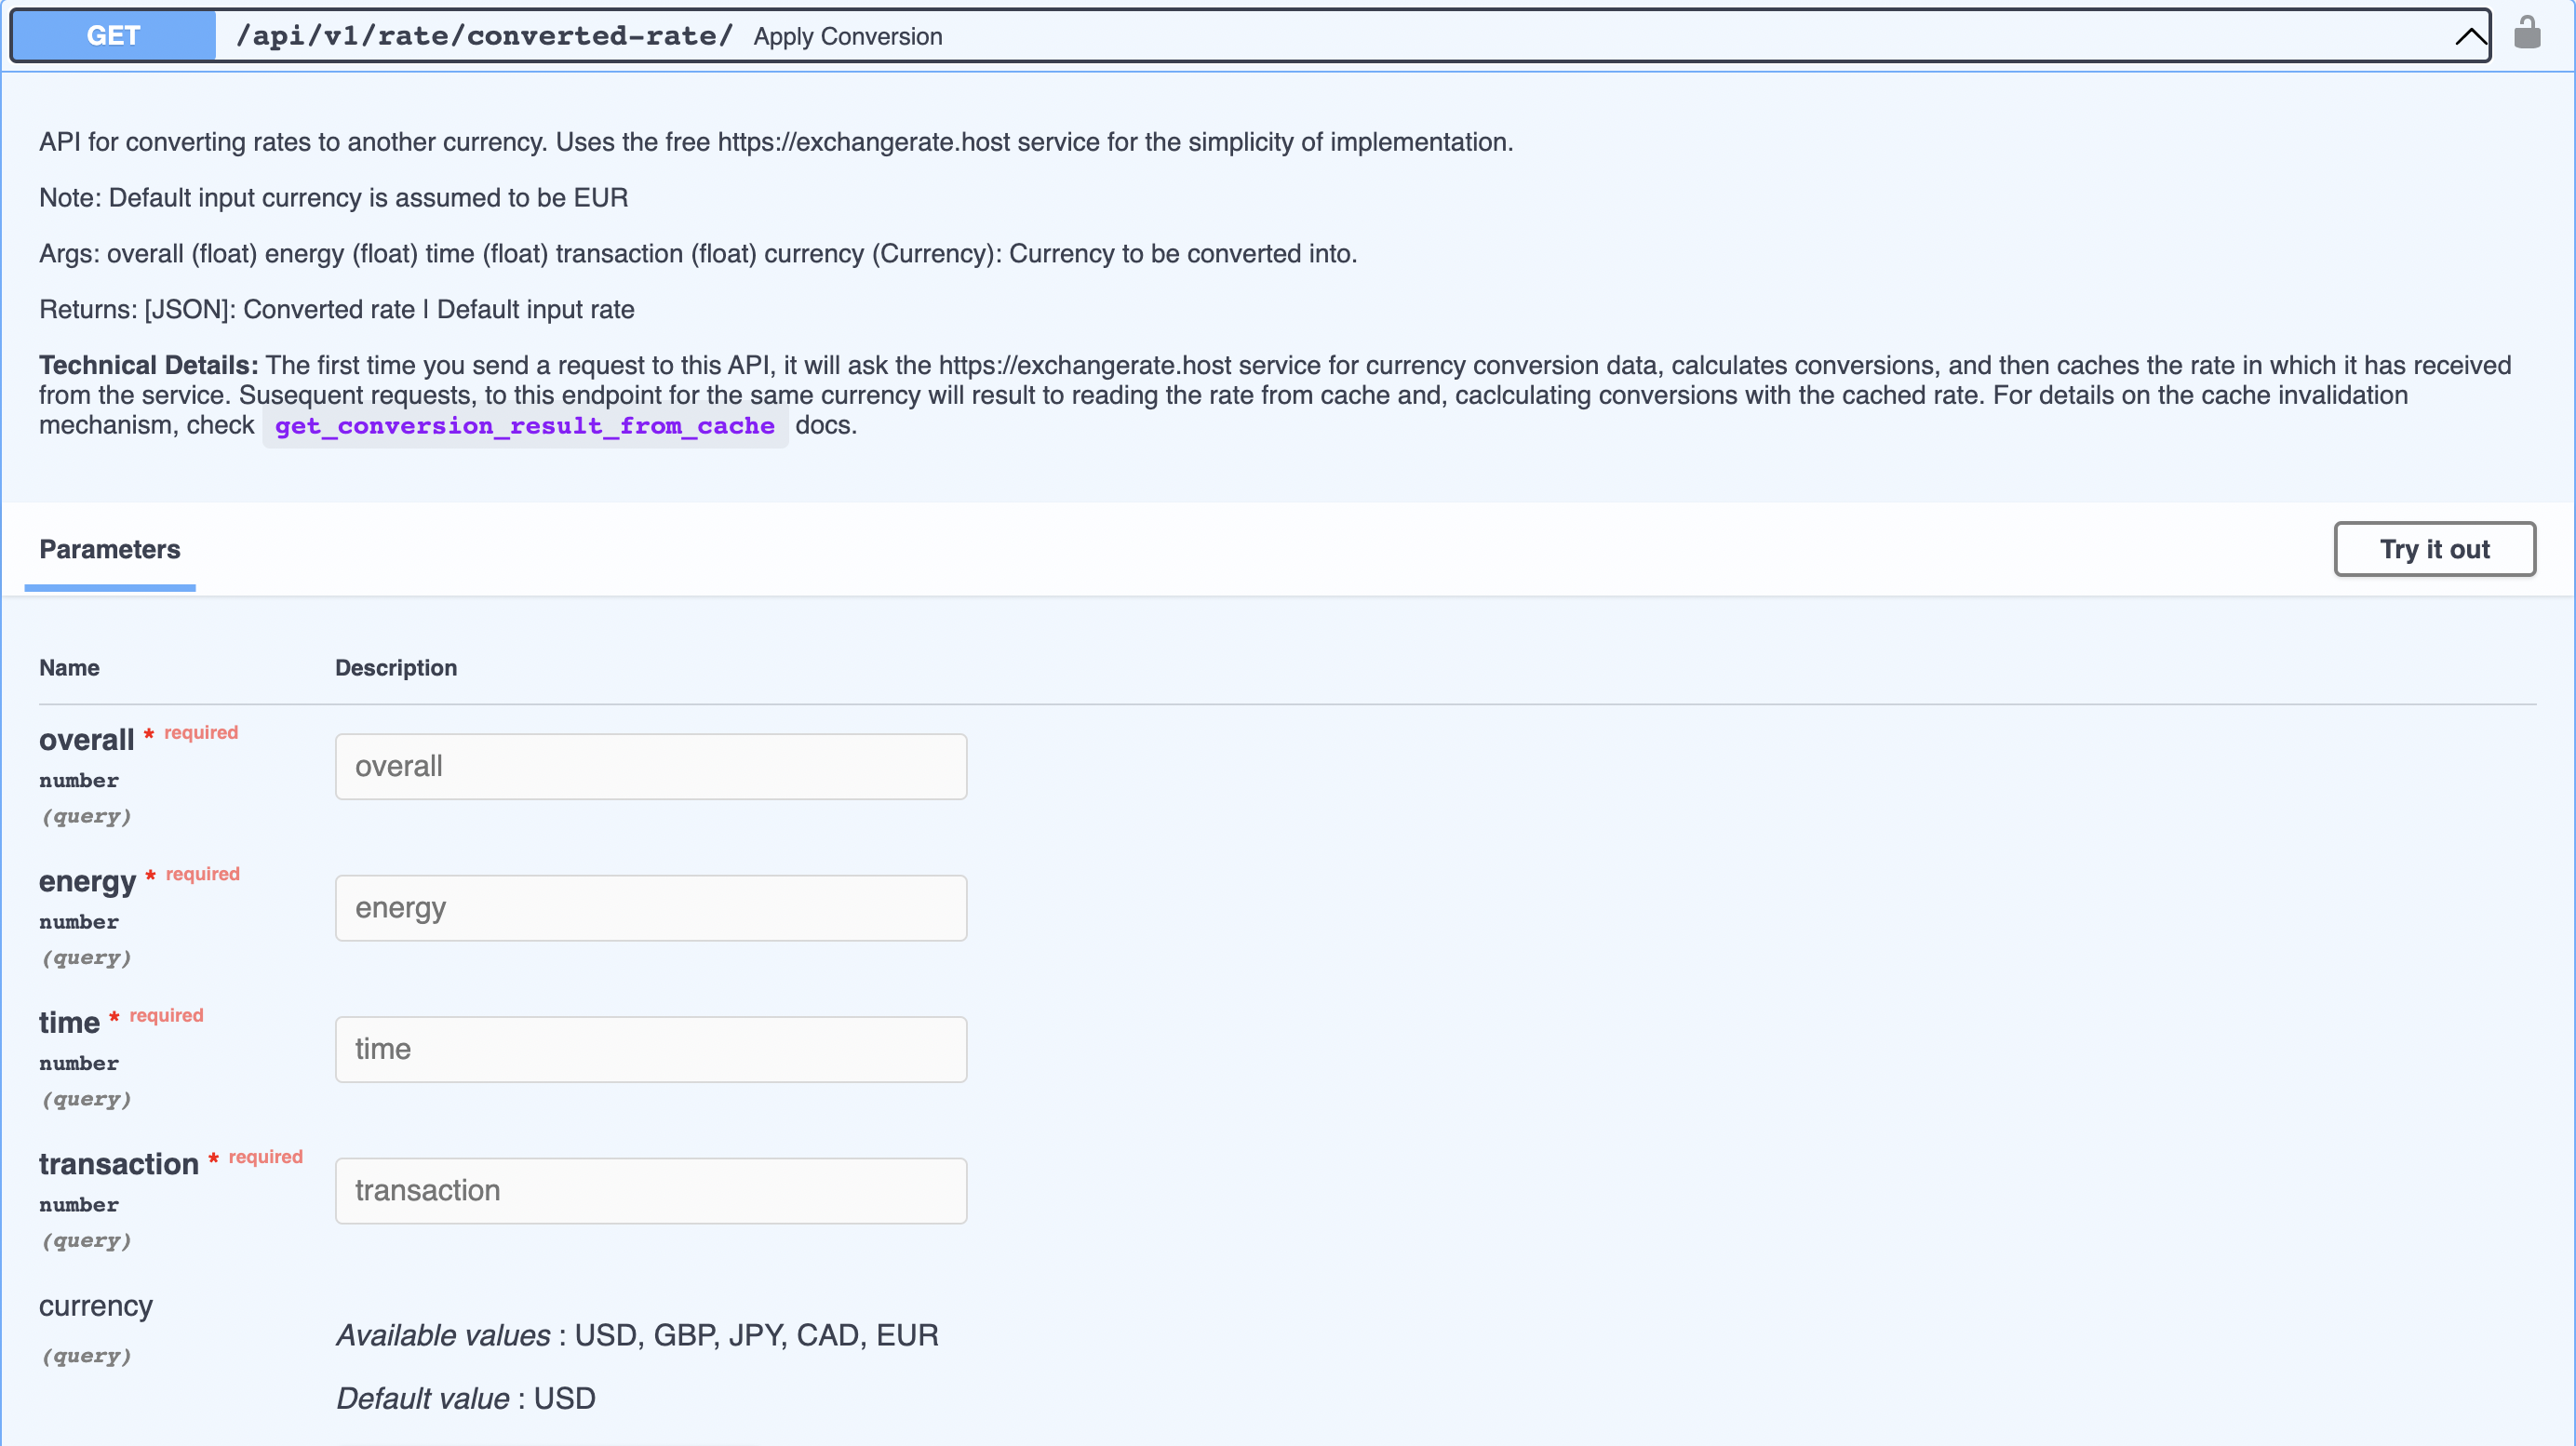 GET /api/v1/rate/converted-rate/ Apply Conversion
API for converting rates to another currency. Uses the free https://exchangerate.host service for the simplicity of implementation.
Note: Default input currency is assumed to be EUR
Args: overall (float) energy (float) time (float) transaction (float) currency (Currency): Currency to be converted into.
Returns: [JSON]: Converted rate | Default input rate
Technical Details: The first time you send a request to this API, it will ask the https://exchangerate.host service for currency conversion data, calculates conversions, and then caches the rate in which it has received
from the service. Susequent requests, to this endpoint for the same currency will result to reading the rate from cache and, caclculating conversions with the cached rate. For details on the cache invalidation
mechanism, check get_conversion_result_from_cache docs.
Parameters
Try it out
Name Description
overall * required
number
(query)
overall
energy * required
number
(query)
energy
time * required
number
(query)
time
transaction * required
number
(query)
transaction
currency
(query)
Available values : USD, GBP, JPY, CAD, EUR
Default value : USD